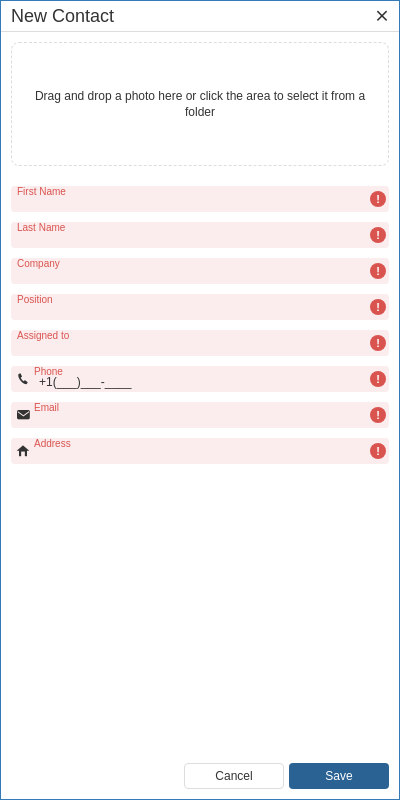 New Contact
Drag and drop a photo here or click the area to select it from a
folder
First Name
Last Name
Company
Position
Assigned to
Phone
+1(___)___-____
Email
Address
Cancel
Save